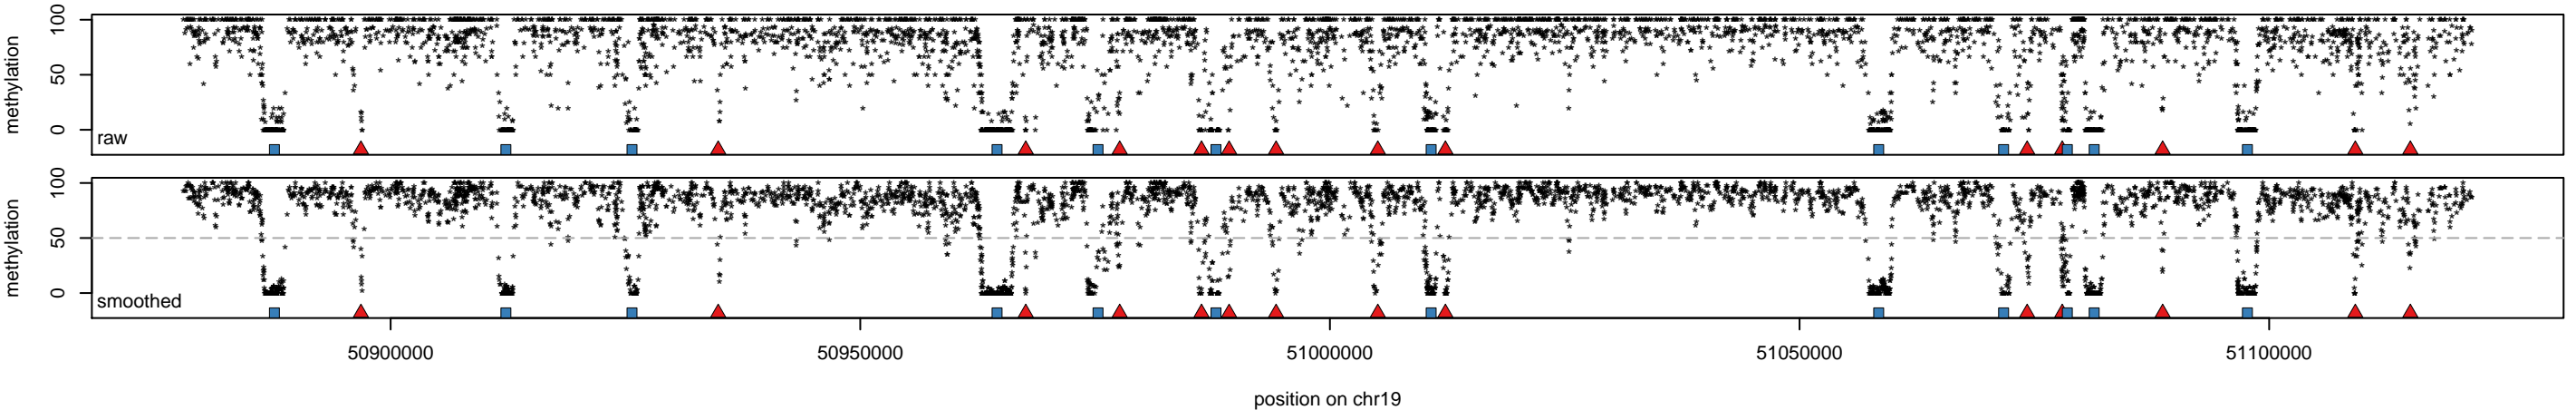 methylation
0 50 100
raw
methylation
0 50 100
smoothed
50900000 50950000 51000000 51050000 51100000
position on chr19